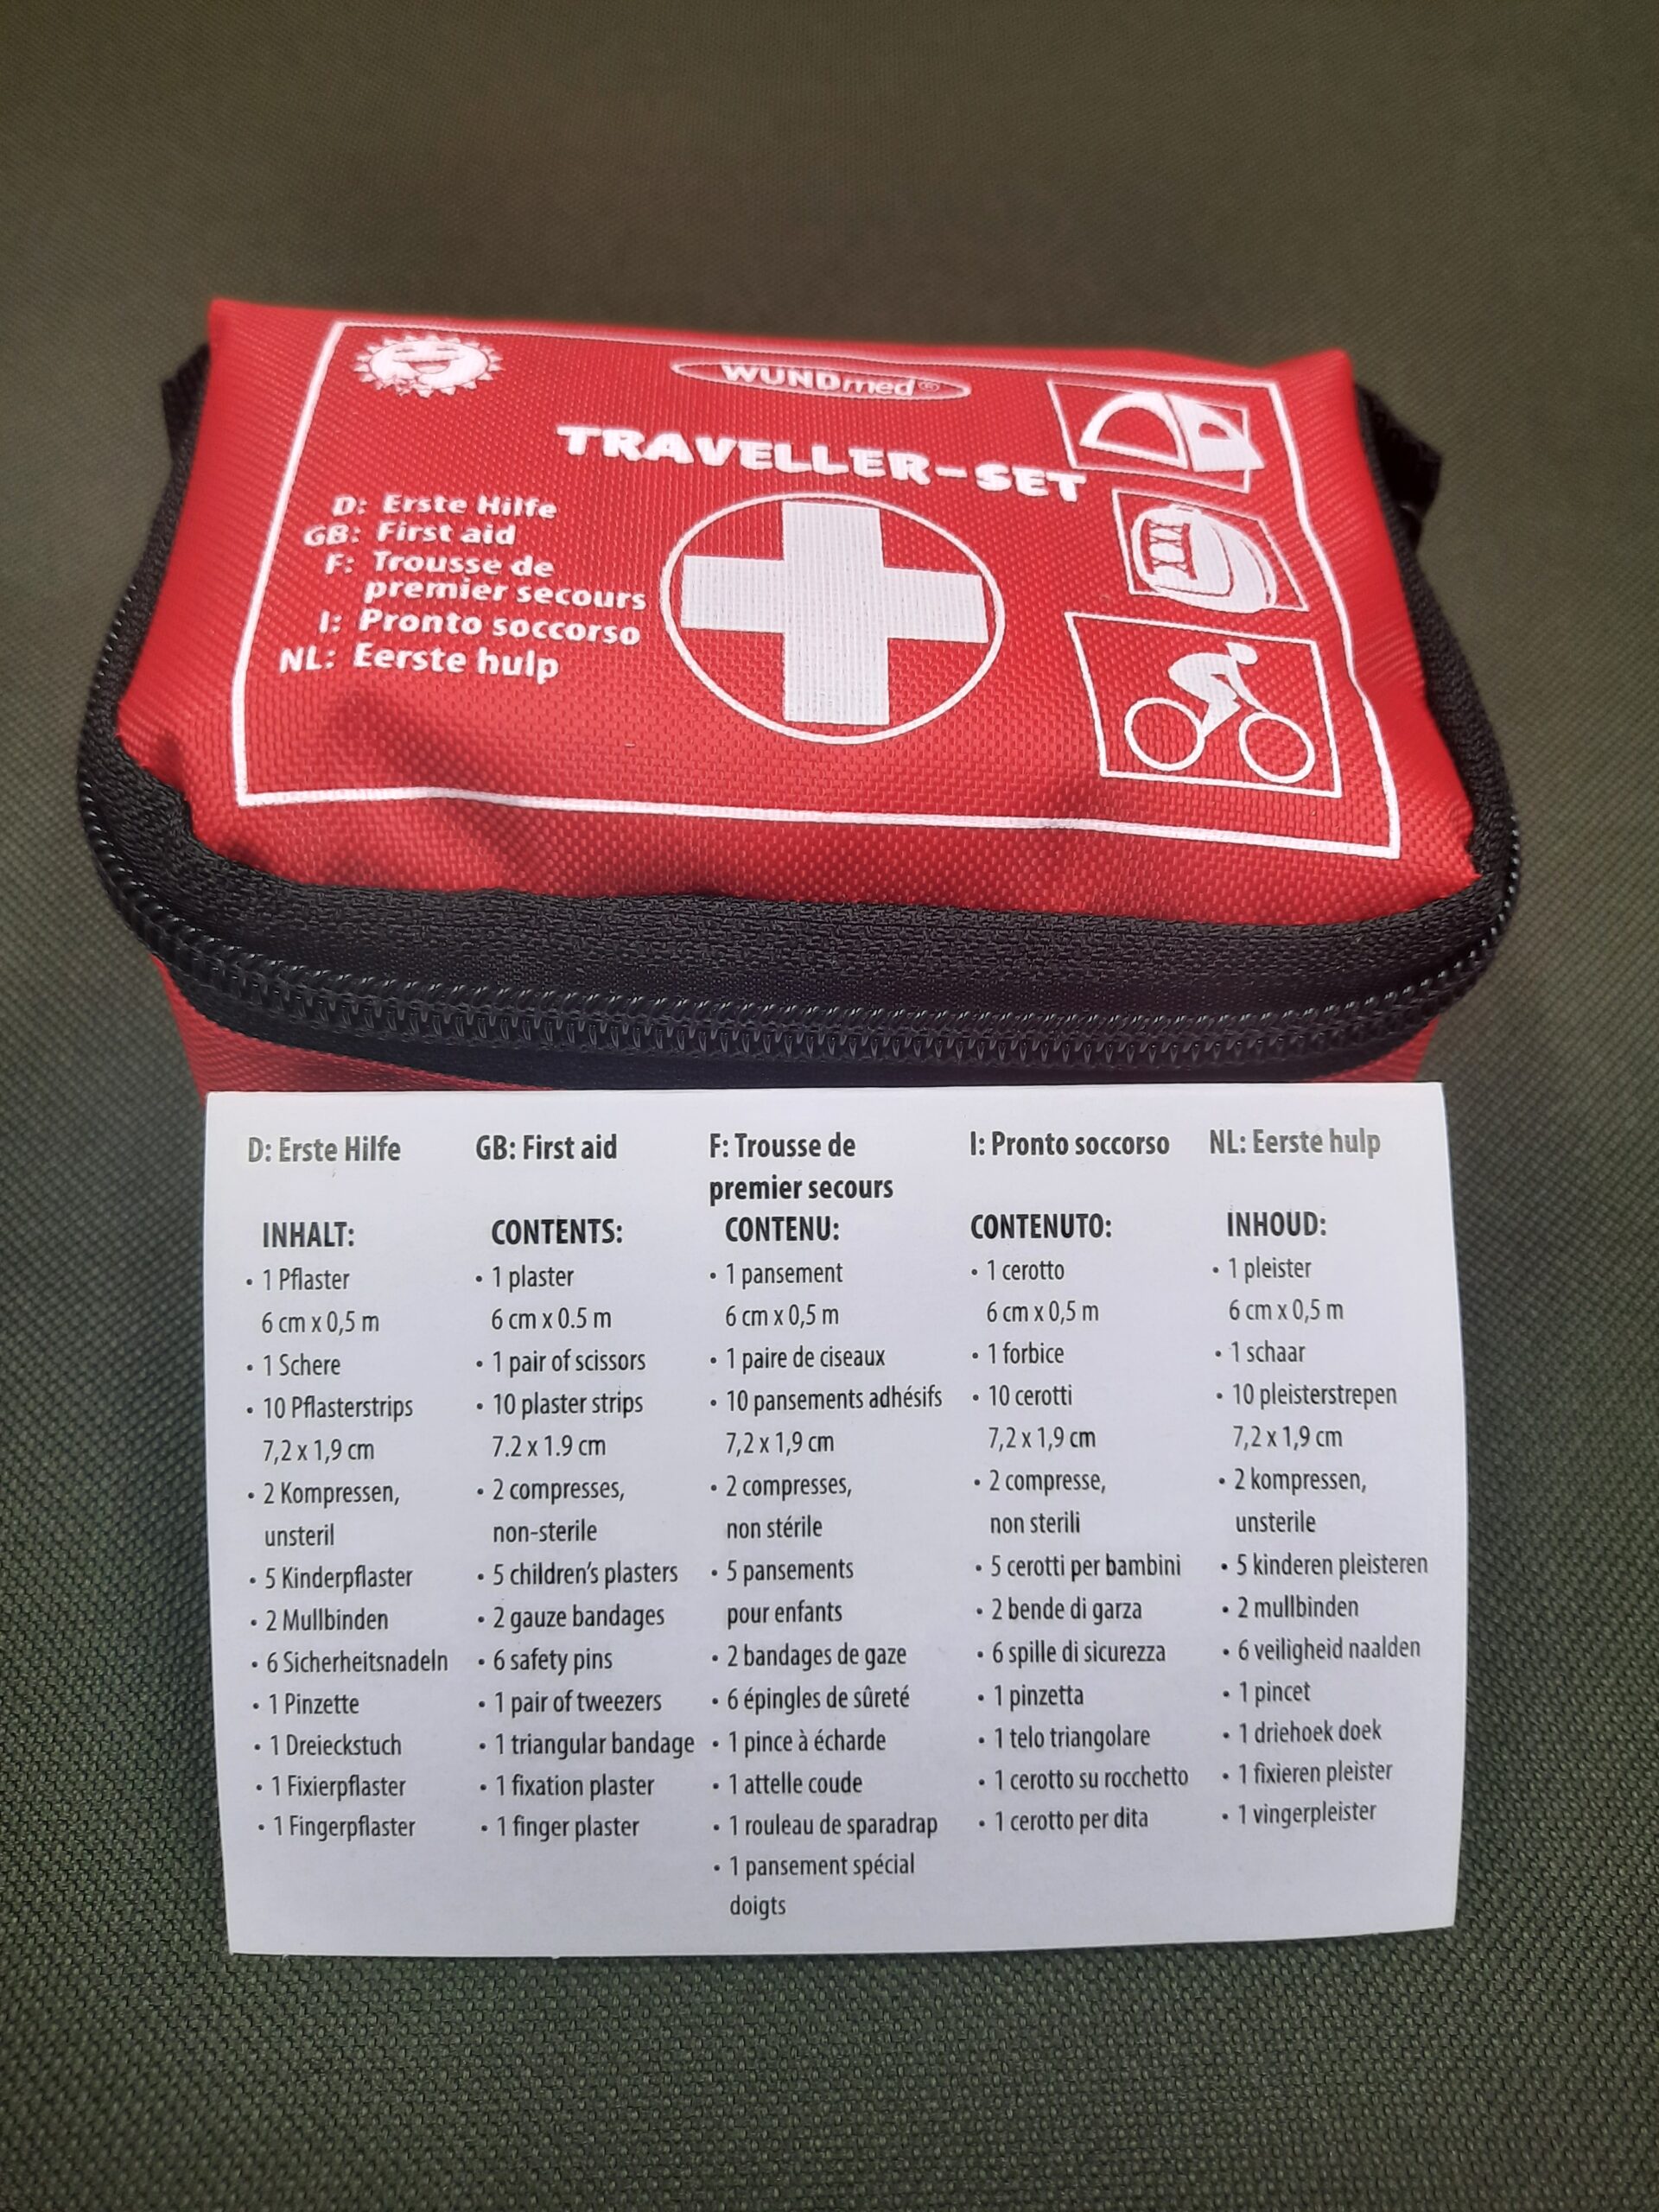 WUNDmed®
TRAVELLER-SET
D: Erste Hilfe
GB: First aid
F: Trousse de
premier secours
I: Pronto soccorso
NL: Eerste hulp
D: Erste Hilfe
INHALT:
• 1 Pflaster
6 cm x 0,5 m
• 1 Schere
• 10 Pflasterstrips
7,2 x 1,9 cm
• 2 Kompressen,
unsteril
• 5 Kinderpflaster
• 2 Mullbinden
• 6 Sicherheitsnadeln
• 1 Pinzette
• 1 Dreieckstuch
• 1 Fixierpflaster
• 1 Fingerpflaster
GB: First aid
CONTENTS:
• 1 plaster
6 cm x 0.5 m
• 1 pair of scissors
• 10 plaster strips
7.2 x 1.9 cm
• 2 compresses,
non-sterile
• 5 children’s plasters
• 2 gauze bandages
• 6 safety pins
• 1 pair of tweezers
• 1 triangular bandage
• 1 fixation plaster
• 1 finger plaster
F: Trousse de
premier secours
CONTENU:
• 1 pansement
6 cm x 0,5 m
• 1 paire de ciseaux
• 10 pansements adhésifs
7,2 x 1,9 cm
• 2 compresses,
non stérile
• 5 pansements
pour enfants
• 2 bandages de gaze
• 6 épingles de sûreté
• 1 pince à écharde
• 1 attelle coude
• 1 rouleau de sparadrap
• 1 pansement spécial
doigts
I: Pronto soccorso
CONTENUTO:
• 1 cerotto
6 cm x 0,5 m
• 1 forbice
• 10 cerotti
7,2 x 1,9 cm
• 2 compresse,
non sterili
• 5 cerotti per bambini
• 2 bende di garza
• 6 spille di sicurezza
• 1 pinzetta
• 1 telo triangolare
• 1 cerotto su rocchetto
• 1 cerotto per dita
NL: Eerste hulp
INHOUD:
• 1 pleister
6 cm x 0,5 m
• 1 schaar
• 10 pleisterstrepen
7,2 x 1,9 cm
• 2 kompressen,
unsterile
• 5 kinderen pleisteren
• 2 mullbinden
• 6 veiligheid naalden
• 1 pincet
• 1 driehoek doek
• 1 fixieren pleister
• 1 vingerpleister